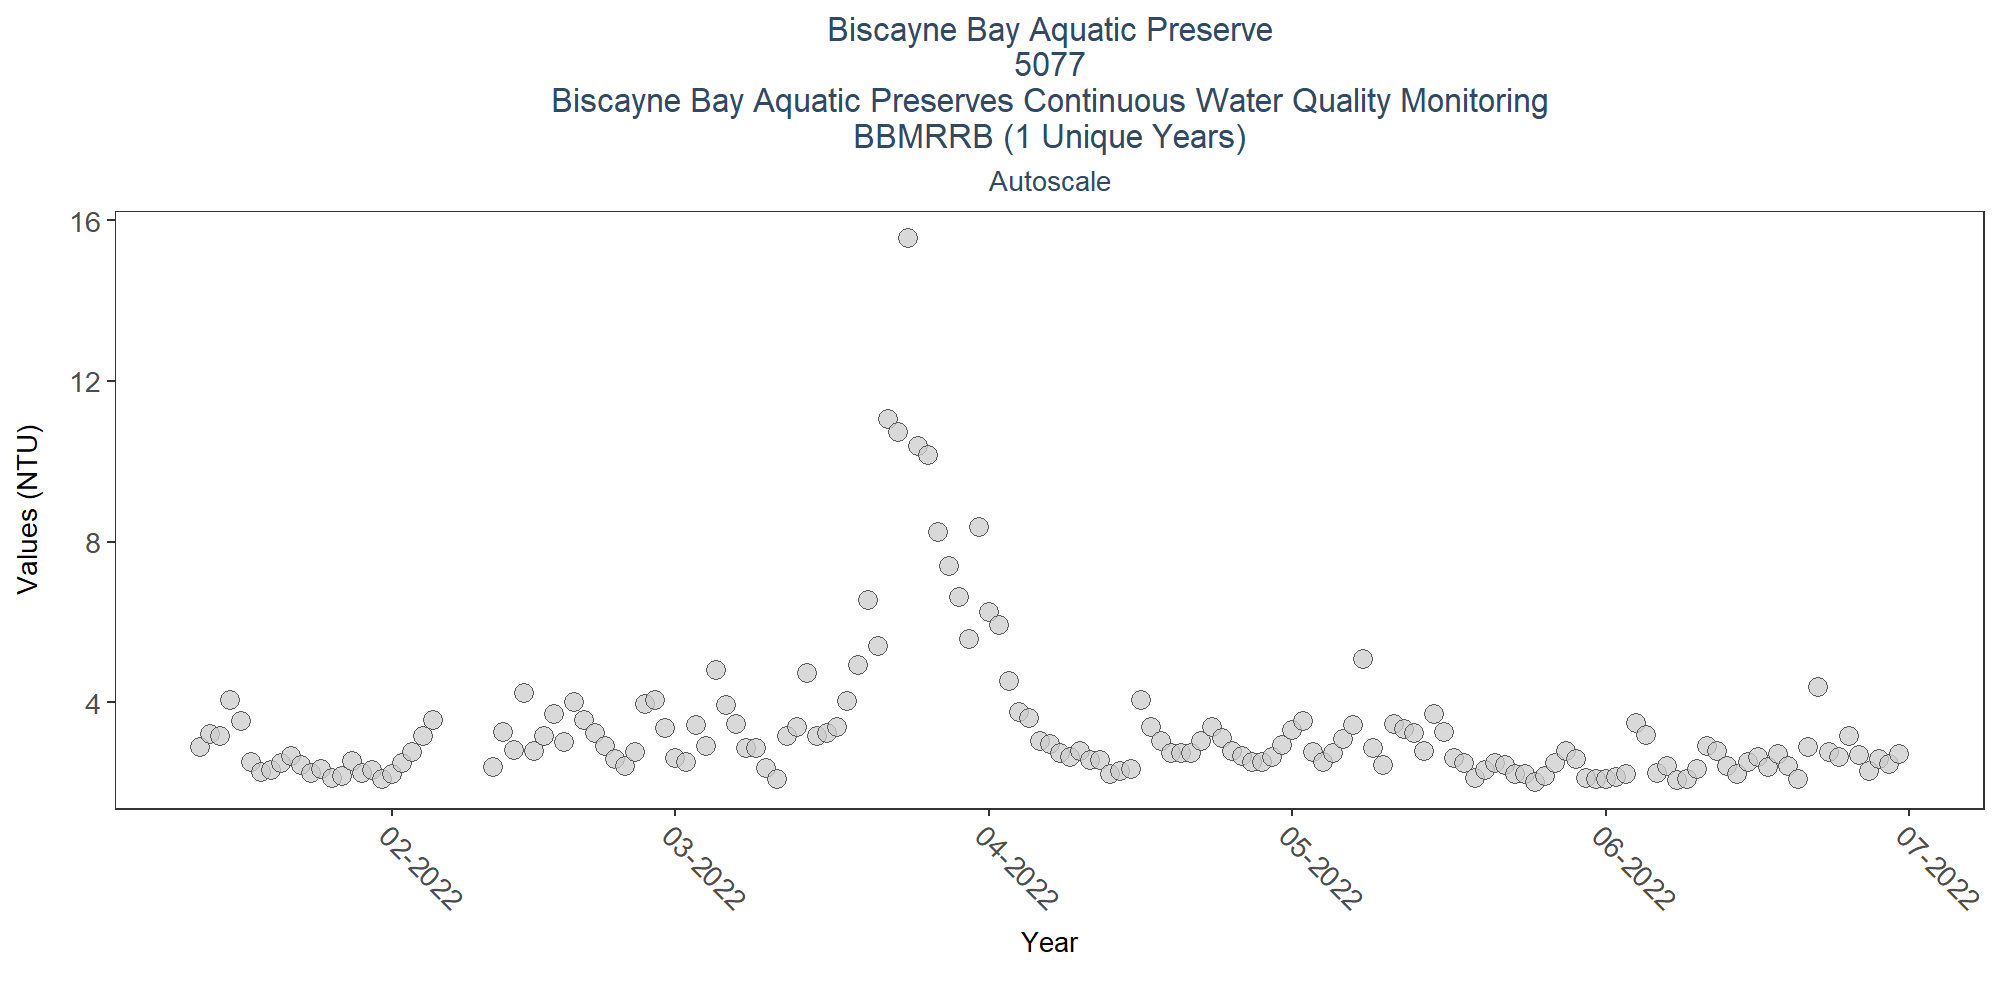 Biscayne Bay Aquatic Preserve
5077
Biscayne Bay Aquatic Preserves Continuous Water Quality Monitoring
BBMRRB (1 Unique Years)
Autoscale
16
12
8
4
Values (NTU)
02-2022
03-2022
04-2022
05-2022
06-2022
07-2022
Year